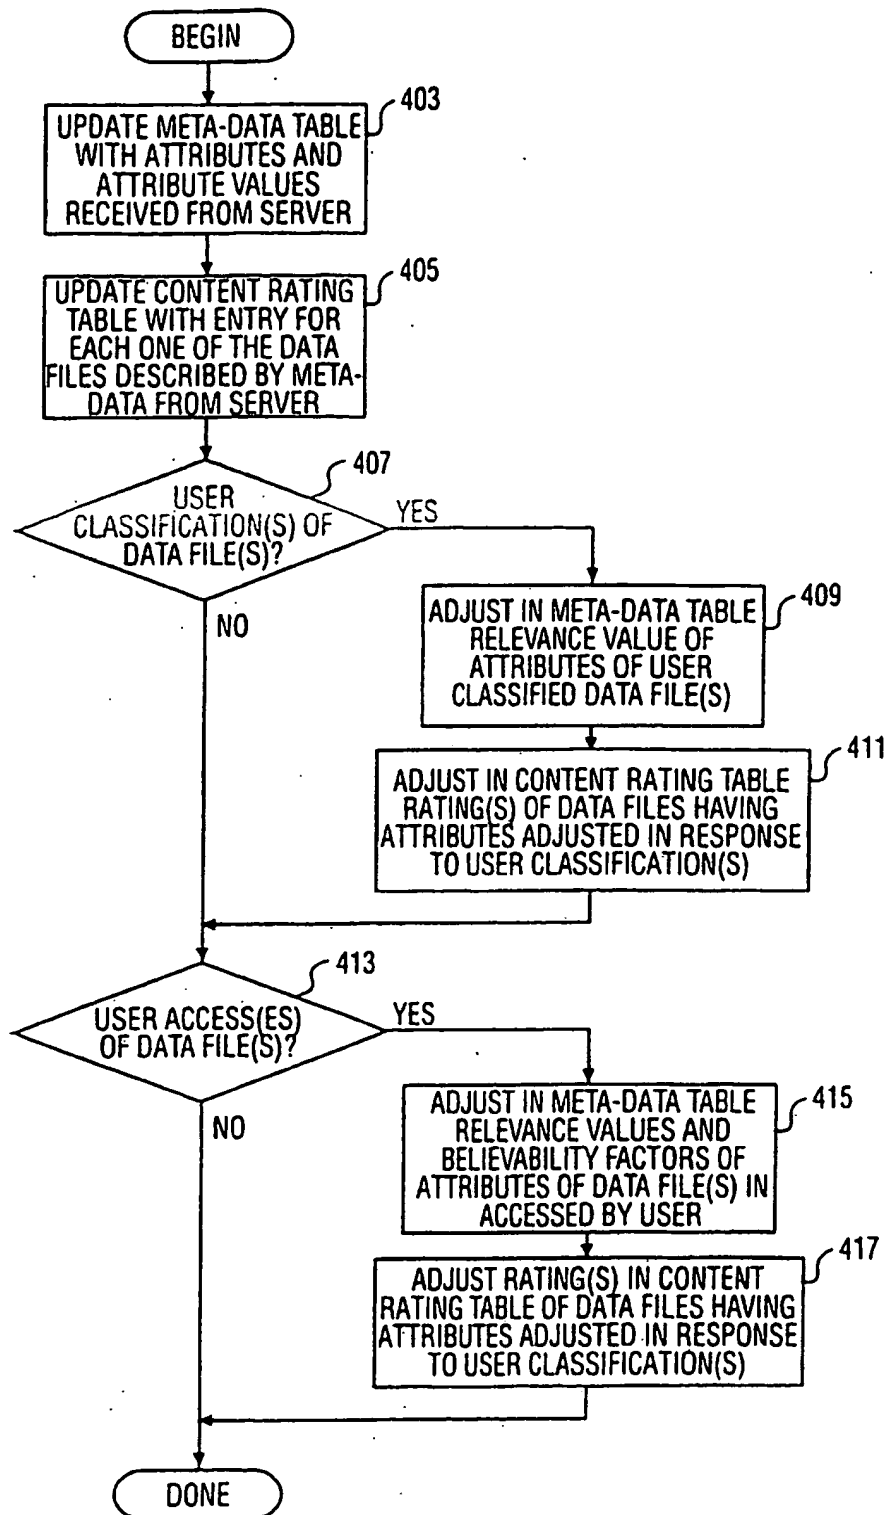 BEGIN
403
UPDATE META-DATA TABLE
WITH ATTRIBUTES AND
ATTRIBUTE VALUES
RECEIVED FROM SERVER
405
UPDATE CONTENT RATING
TABLE WITH ENTRY FOR
EACH ONE OF THE DATA
FILES DESCRIBED BY META-
DATA FROM SERVER
407
USER
CLASSIFICATION(S) OF
DATA FILE(S)?
YES
NO
409
ADJUST IN META-DATA TABLE
RELEVANCE VALUE OF
ATTRIBUTES OF USER
CLASSIFIED DATA FILE(S)
411
ADJUST IN CONTENT RATING TABLE
RATING(S) OF DATA FILES HAVING
ATTRIBUTES ADJUSTED IN RESPONSE
TO USER CLASSIFICATION(S)
413
USER ACCESS(ES)
OF DATA FILE(S)?
YES
NO
415
ADJUST IN META-DATA TABLE
RELEVANCE VALUES AND
BELIEVABILITY FACTORS OF
ATTRIBUTES OF DATA FILE(S) IN
ACCESSED BY USER
417
ADJUST RATING(S) IN CONTENT
RATING TABLE OF DATA FILES HAVING
ATTRIBUTES ADJUSTED IN RESPONSE
TO USER CLASSIFICATION(S)
DONE